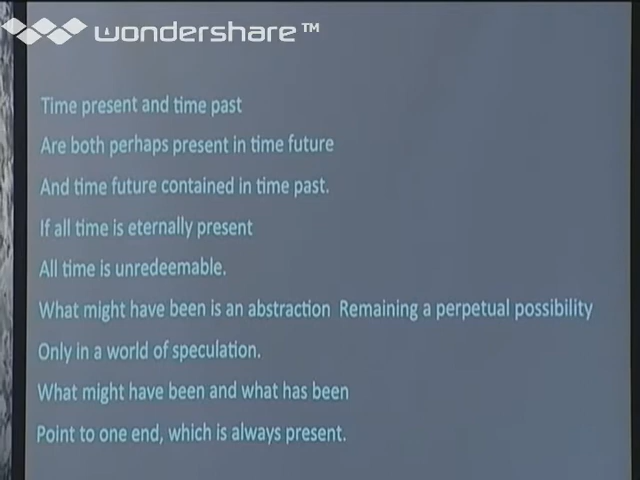 wondershare™
Time present and time past
Are both perhaps present in time future
And time future contained in time past.
If all time is eternally present
All time is unredeemable.
What might have been is an abstraction  Remaining a perpetual possibility
Only in a world of speculation.
What might have been and what has been
Point to one end, which is always present.